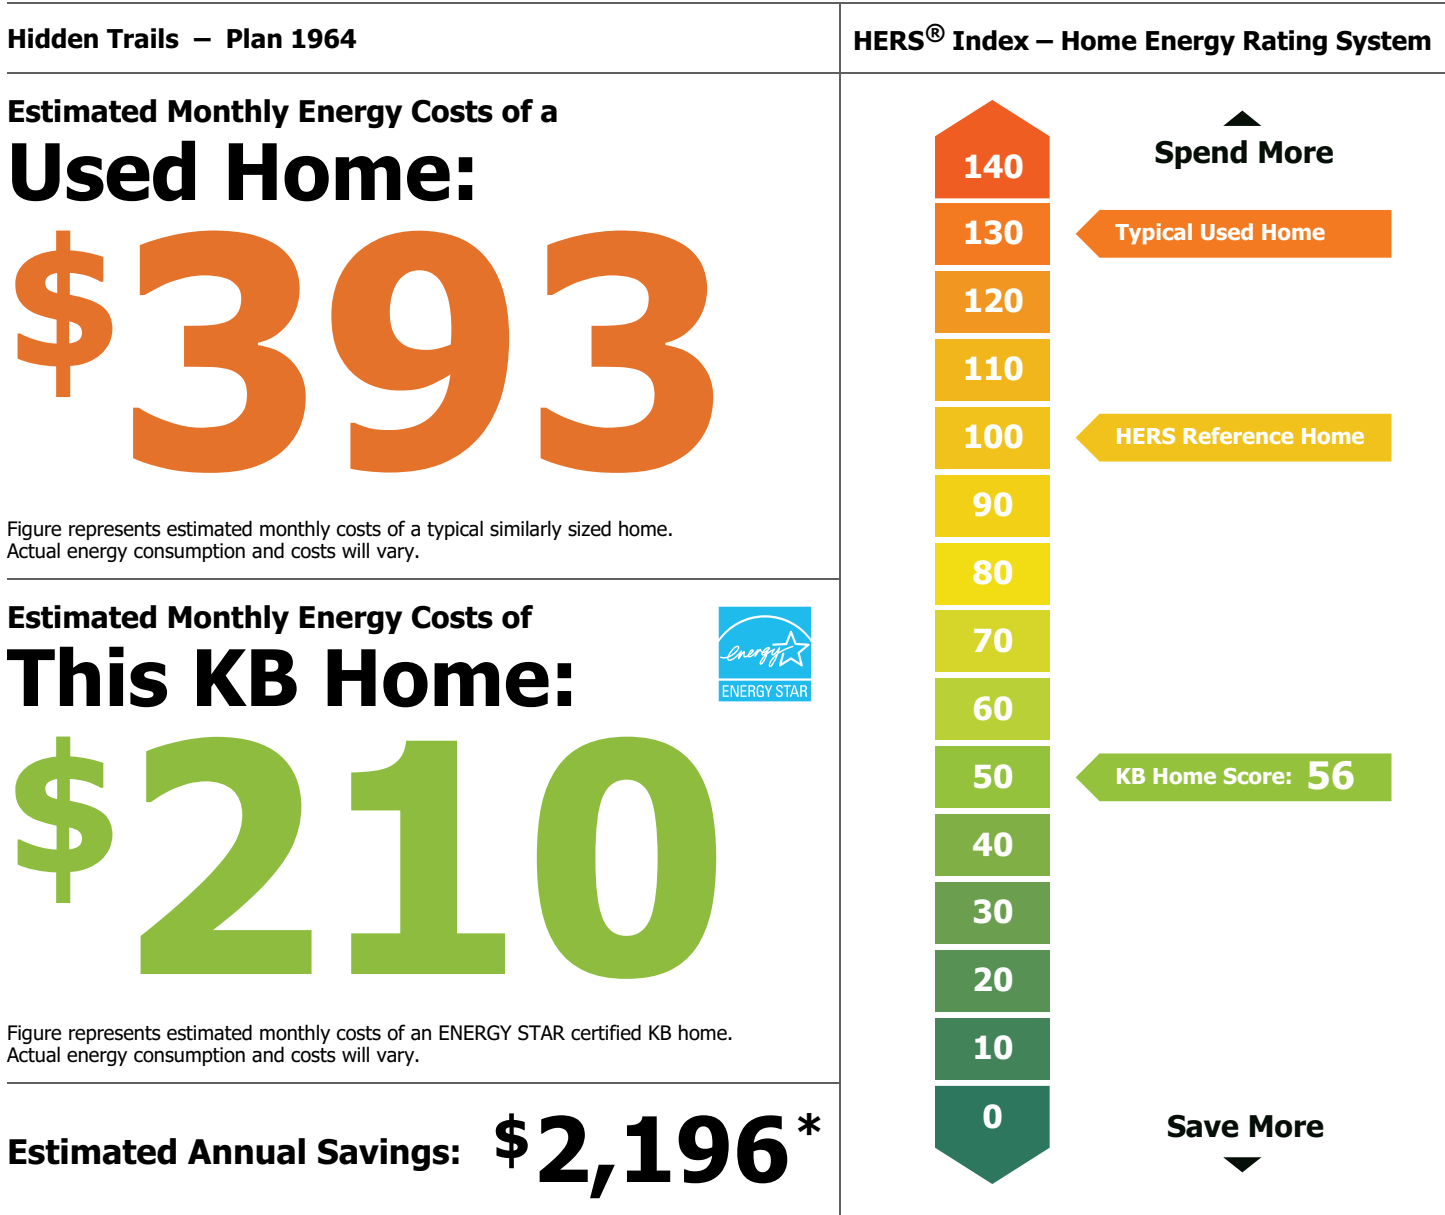 Hidden Trails – Plan 1964
Estimated Monthly Energy Costs of a
Used Home:
$393
Figure represents estimated monthly costs of a typical similarly sized home.
Actual energy consumption and costs will vary.
Estimated Monthly Energy Costs of
This KB Home:
energy
ENERGY STAR
$210
Figure represents estimated monthly costs of an ENERGY STAR certified KB home.
Actual energy consumption and costs will vary.
Estimated Annual Savings: $2,196*
HERS® Index – Home Energy Rating System
Spend More
140
130 Typical Used Home
120
110
100 HERS Reference Home
90
80
70
60
50 KB Home Score: 56
40
30
20
10
0
Save More